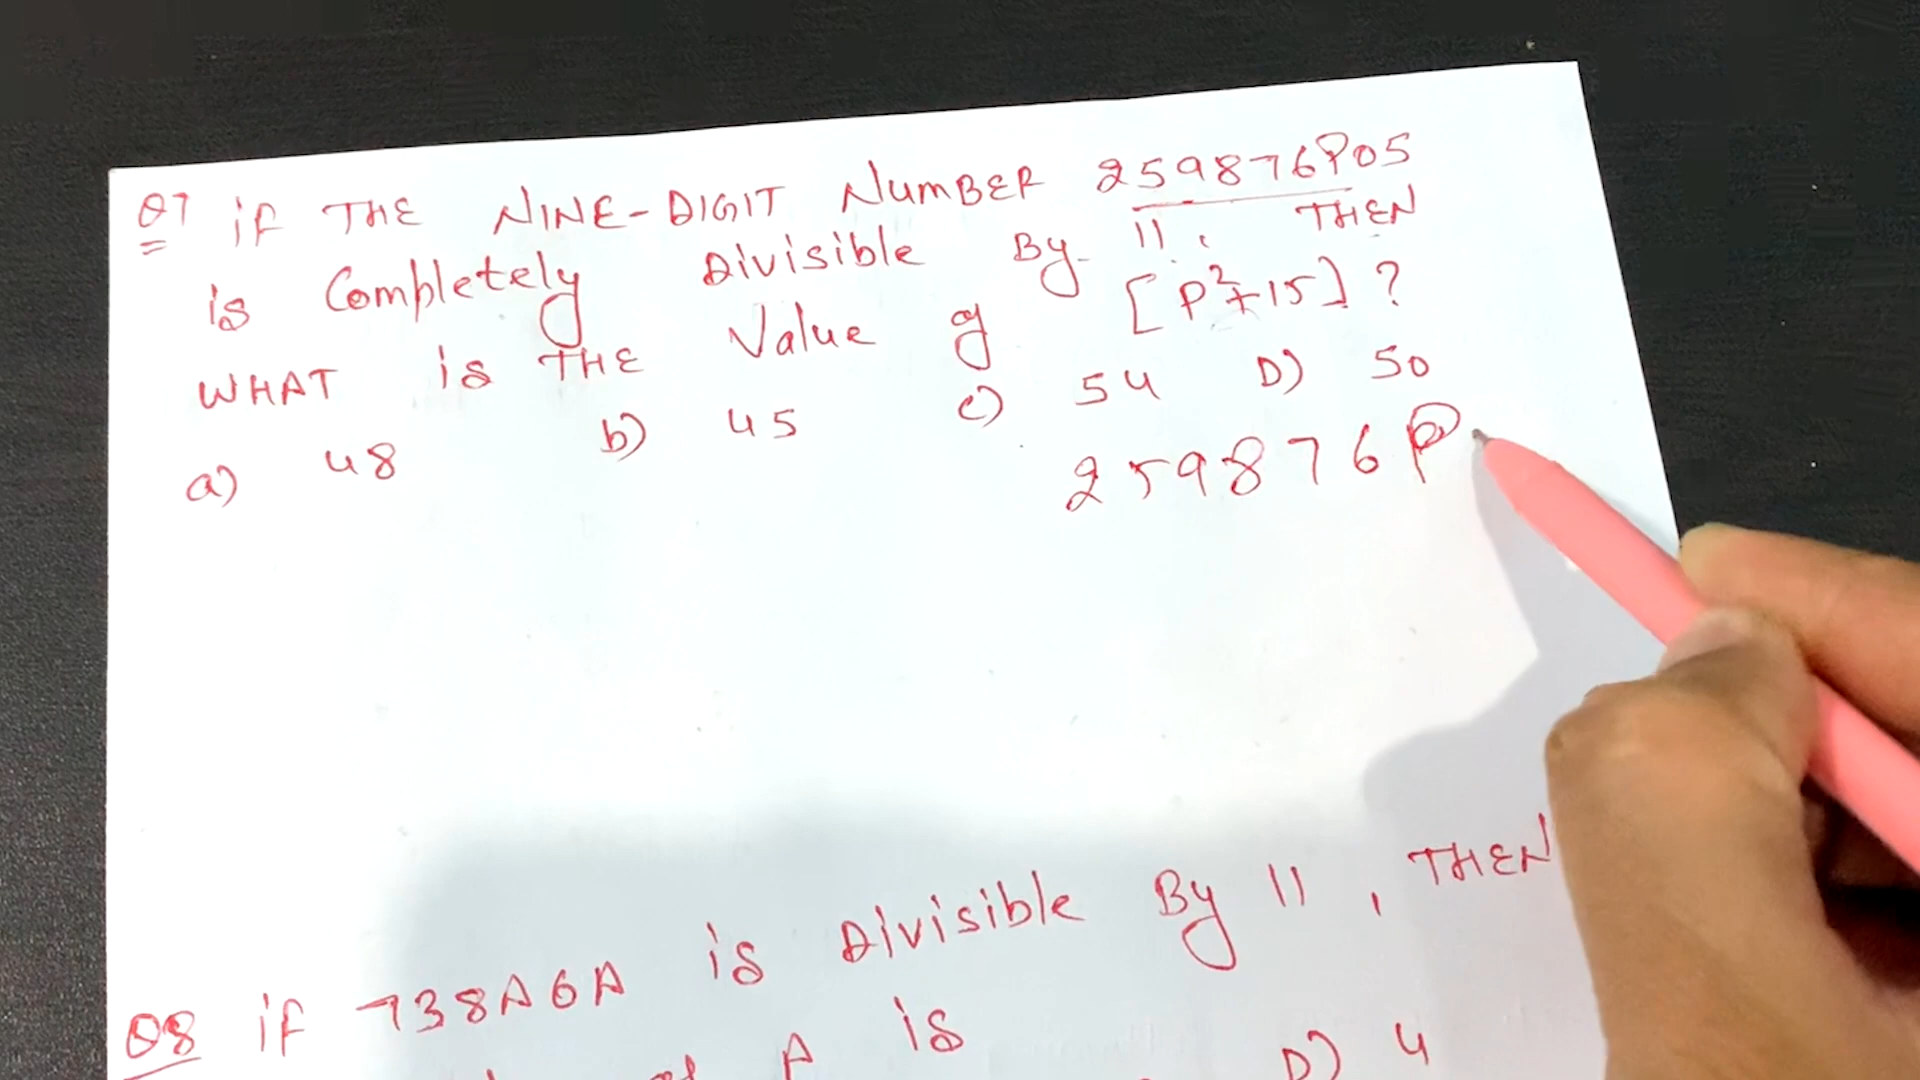 Q7 if THE NINE-DIGIT NUMBER 259876P05
is Completely Divisible By 11, THEN
WHAT is THE Value of [P²+15]?
a) 48 b) 45 c) 54 D) 50
259876P
Q8 if 738A6A is Divisible By 11, THEN
of A is
D) 4